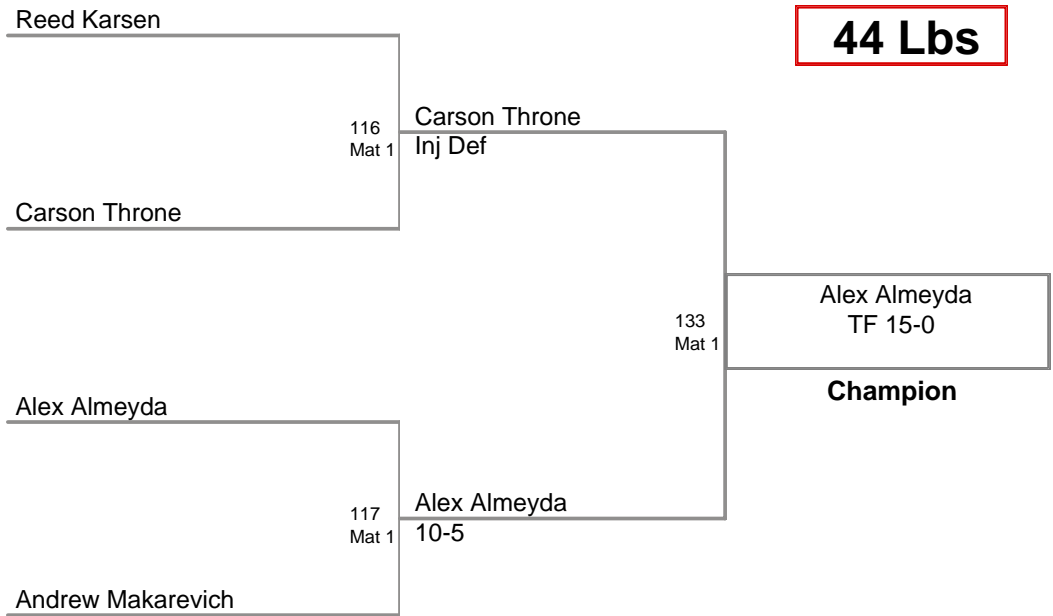 Reed Karsen
44 Lbs
116
Mat 1
Carson Throne
Inj Def
Carson Throne
133
Mat 1
Alex Almeyda
TF 15-0
Champion
Alex Almeyda
117
Mat 1
Alex Almeyda
10-5
Andrew Makarevich